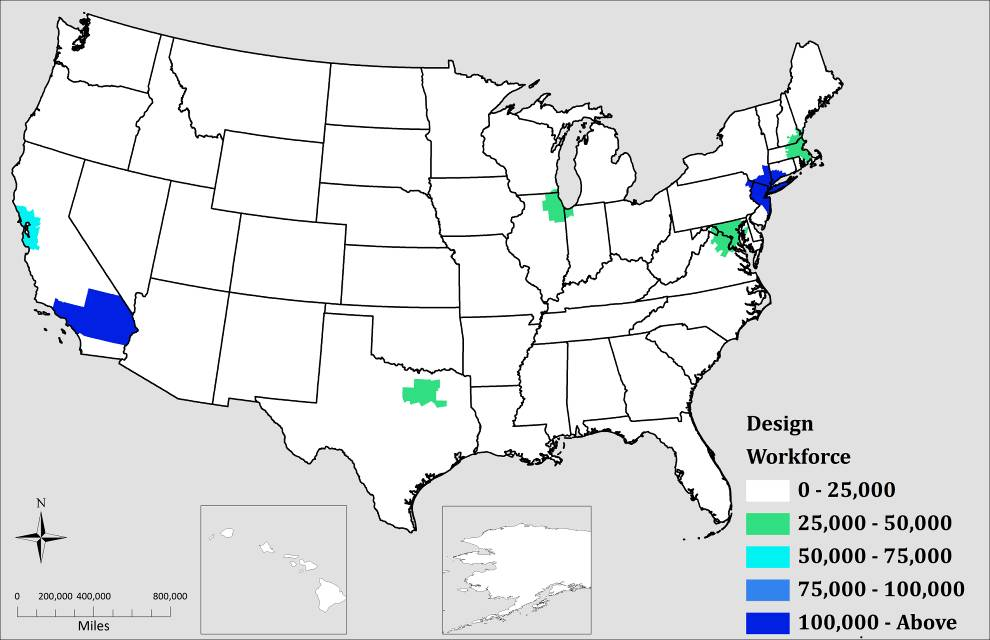 Design
Workforce
0 - 25,000
25,000 - 50,000
50,000 - 75,000
75,000 - 100,000
100,000 - Above
N
0 200,000 400,000 800,000
Miles